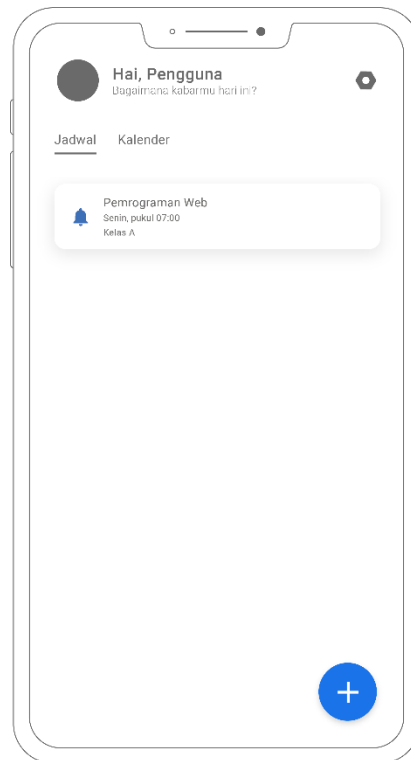 Hai, Pengguna
Bagaimana kabarmu hari ini?
Jadwal Kalender
Pemrograman Web
Senin, pukul 07:00
Kelas A